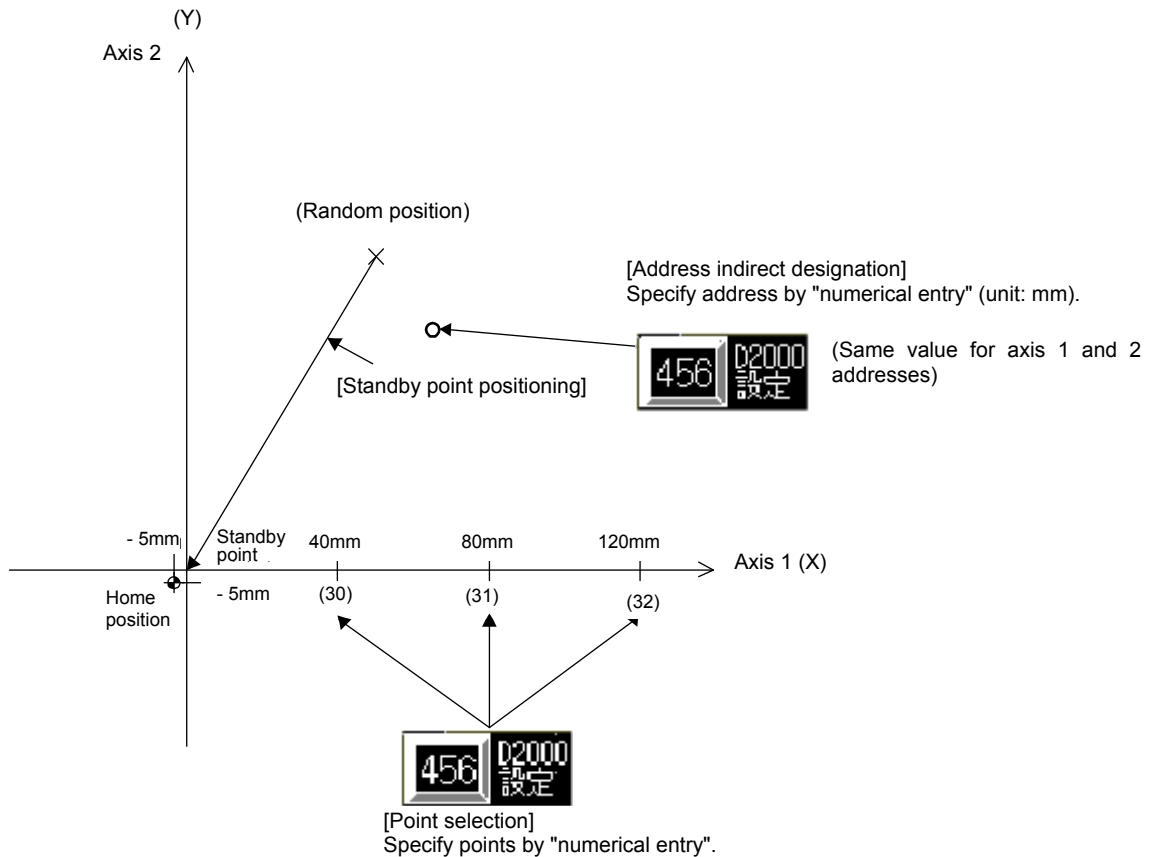 (Y)
Axis 2
(Random position)
[Address indirect designation]
Specify address by "numerical entry" (unit: mm).
456
D2000
設定
(Same value for axis 1 and 2
addresses)
[Standby point positioning]
- 5mm
Standby
point
40mm
80mm
120mm
Axis 1 (X)
Home
position
- 5mm
(30)
(31)
(32)
456
D2000
設定
[Point selection]
Specify points by "numerical entry".